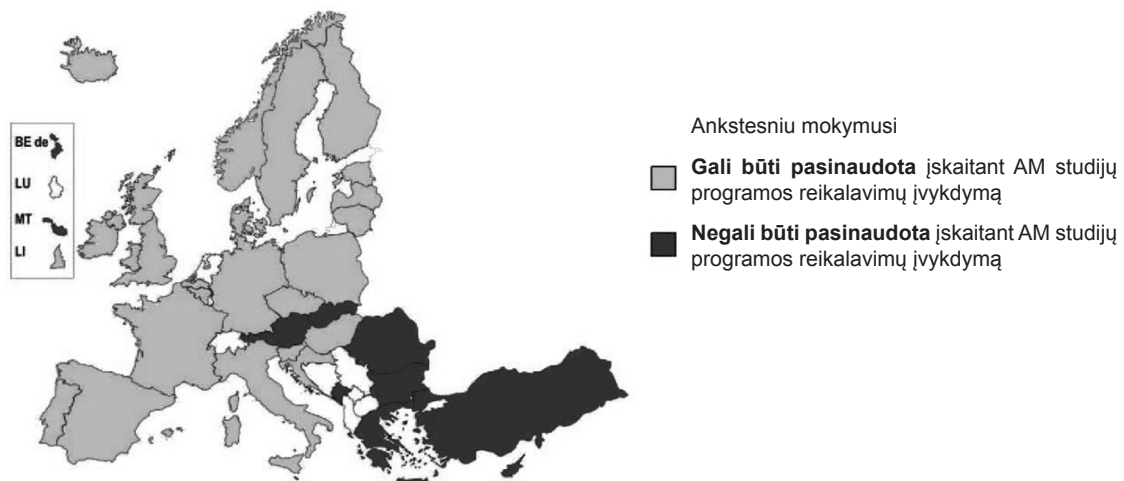 BE de
LU
MT
LI
Ankstesniu mokymusi
Gali būti pasinaudota įskaitant AM studijų
programos reikalavimų įvykdymą
Negali būti pasinaudota įskaitant AM studijų
programos reikalavimų įvykdymą